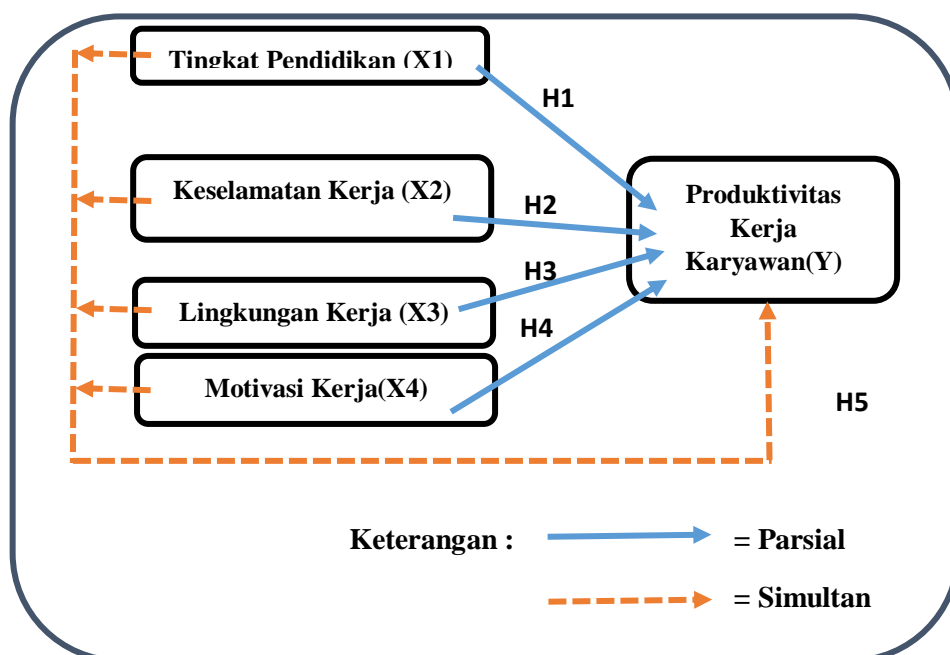 Tingkat Pendidikan (X1)
H1
Keselamatan Kerja (X2)
H2
Produktivitas
Kerja
Karyawan(Y)
H3
Lingkungan Kerja (X3)
H4
Motivasi Kerja(X4)
H5
Keterangan :
= Parsial
= Simultan